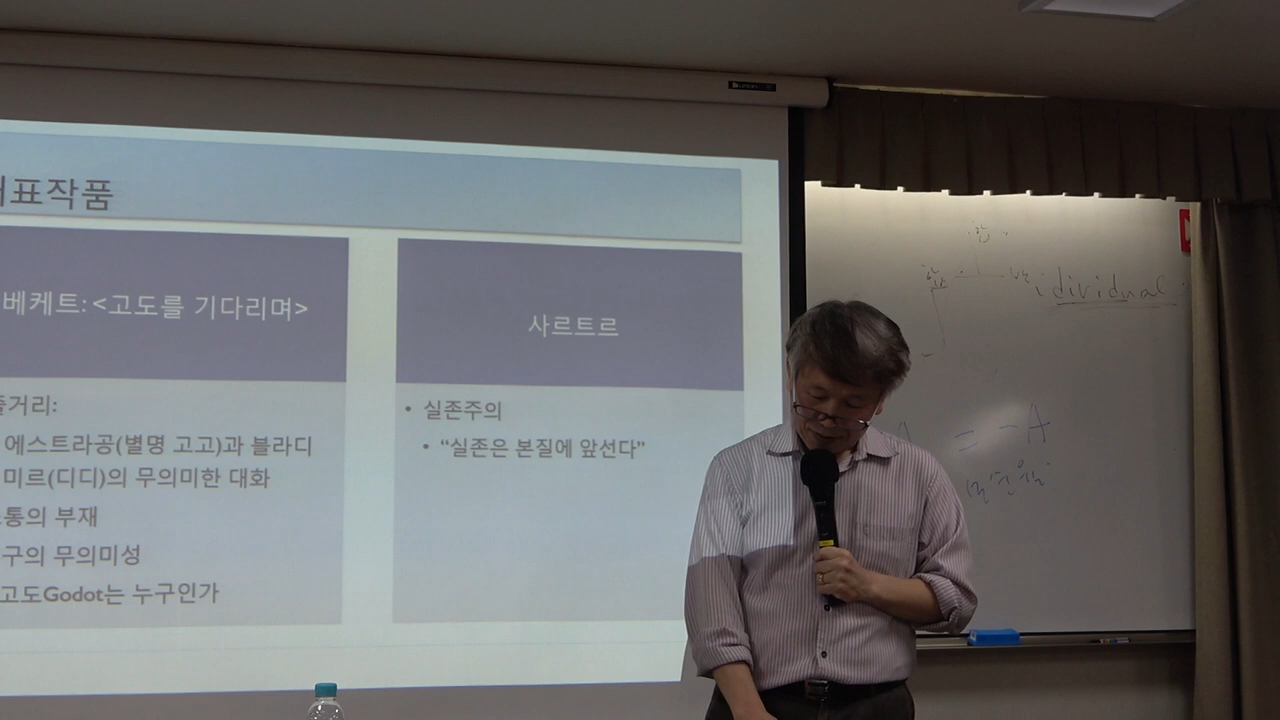 표작품
베케트: <고도를 기다리며>
거리:
에스트라공(별명 고고)과 블라디
미르(디디)의 무의미한 대화
통의 부재
구의 무의미성
고도Godot는 누구인가
사르트르
• 실존주의
• “실존은 본질에 앞선다”
idividual
A = -A